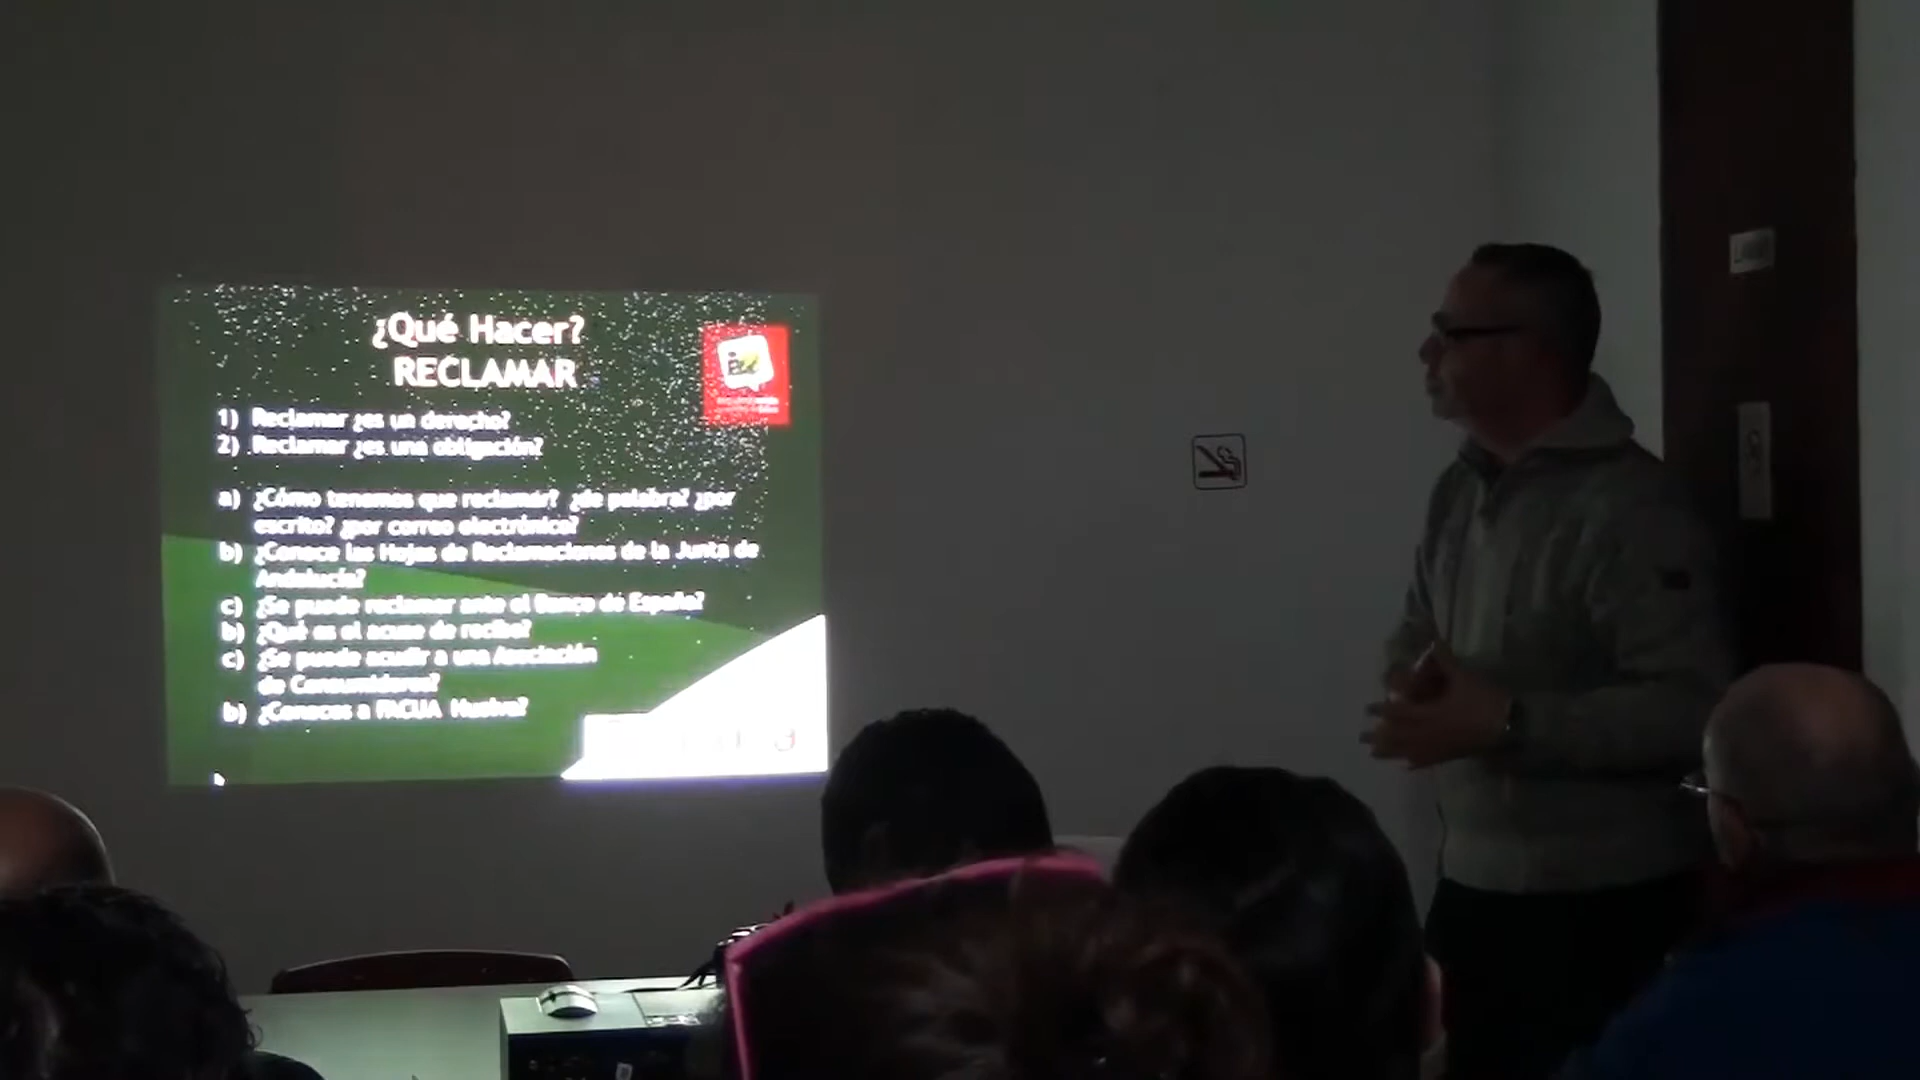 ¿Qué Hacer?
RECLAMAR
1) Reclamar ¿es un derecho?
2) Reclamar ¿es una obligación?
a) ¿Cómo tenemos que reclamar? ¿de palabra? ¿por
escrito? ¿por correo electrónico?
b) ¿Conoce las Hojas de Reclamaciones de la Junta de
Andalucía?
c) ¿Se puede reclamar ante el Banco de España?
b) ¿Qué es el acuse de recibo?
c) ¿Se puede acudir a una Asociación
de Consumidores?
b) ¿Conoces a FACUA Huelva?